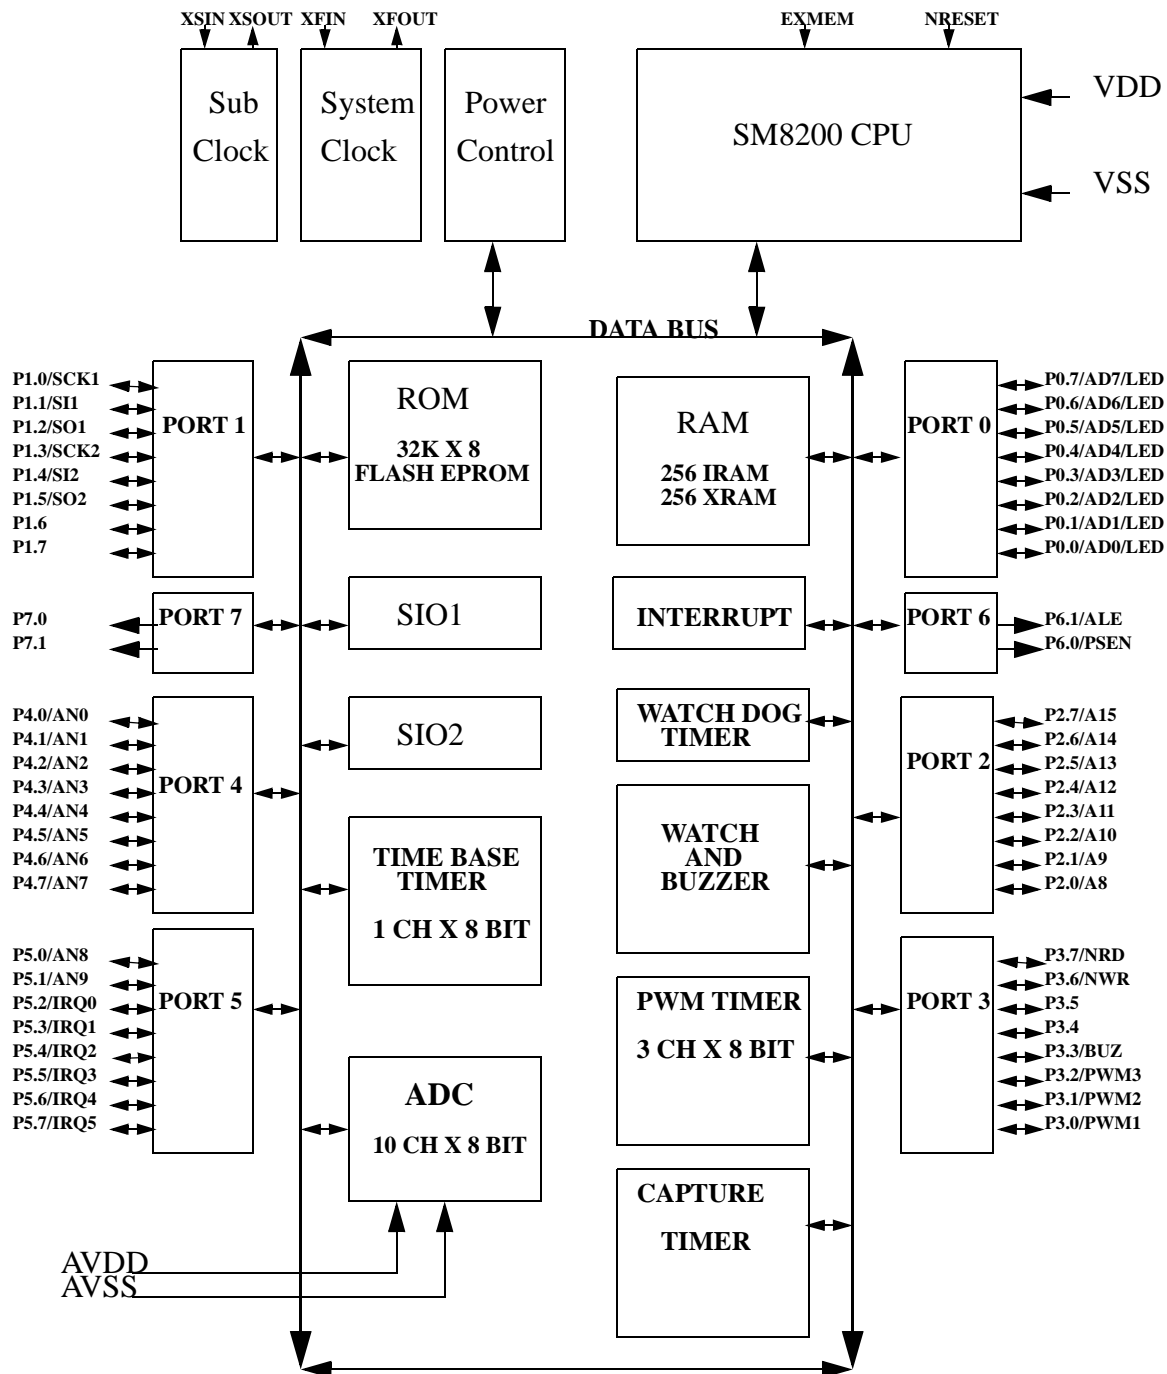 XSIN XSOUT XFIN XFOUT EXMEM NRESET
Sub
Clock
System
Clock
Power
Control
SM8200 CPU
VDD
VSS
DATA BUS
P1.0/SCK1
P1.1/SI1
P1.2/SO1
P1.3/SCK2
P1.4/SI2
P1.5/SO2
P1.6
P1.7
PORT 1
ROM
32K X 8
FLASH EPROM
RAM
256 IRAM
256 XRAM
PORT 0
P0.7/AD7/LED
P0.6/AD6/LED
P0.5/AD5/LED
P0.4/AD4/LED
P0.3/AD3/LED
P0.2/AD2/LED
P0.1/AD1/LED
P0.0/AD0/LED
P7.0
P7.1
PORT 7
SIO1
INTERRUPT
PORT 6
P6.1/ALE
P6.0/PSEN
P4.0/AN0
P4.1/AN1
P4.2/AN2
P4.3/AN3
P4.4/AN4
P4.5/AN5
P4.6/AN6
P4.7/AN7
PORT 4
SIO2
WATCH DOG
TIMER
PORT 2
P2.7/A15
P2.6/A14
P2.5/A13
P2.4/A12
P2.3/A11
P2.2/A10
P2.1/A9
P2.0/A8
TIME BASE
TIMER
1 CH X 8 BIT
WATCH
AND
BUZZER
P5.0/AN8
P5.1/AN9
P5.2/IRQ0
P5.3/IRQ1
P5.4/IRQ2
P5.5/IRQ3
P5.6/IRQ4
P5.7/IRQ5
PORT 5
ADC
10 CH X 8 BIT
PWM TIMER
3 CH X 8 BIT
PORT 3
P3.7/NRD
P3.6/NWR
P3.5
P3.4
P3.3/BUZ
P3.2/PWM3
P3.1/PWM2
P3.0/PWM1
CAPTURE
TIMER
AVDD
AVSS